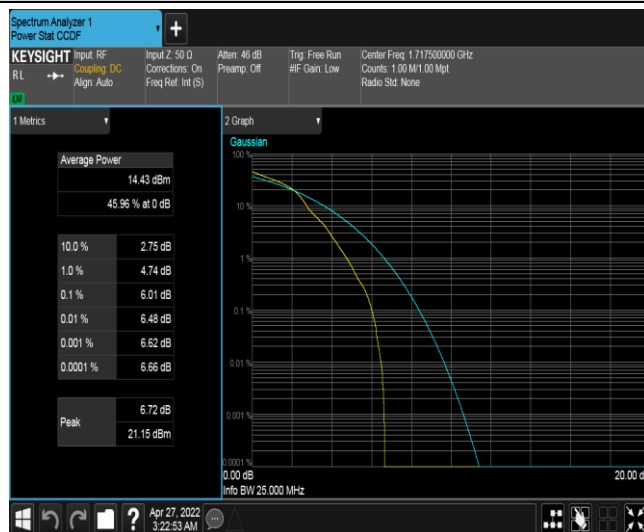 Spectrum Analyzer 1
Power Stat CCDF
KEYSIGHT
Input: RF
Coupling: DC
Align: Auto
Input Z: 50 Ω
Corrections: On
Freq Ref: Int (S)
Atten: 46 dB
Preamp: Off
Trig: Free Run
#IF Gain: Low
Center Freq: 1.717500000 GHz
Counts: 1.00 M/1.00 Mpt
Radio Std: None
RL
LXI
1 Metrics
Average Power
14.43 dBm
45.96 % at 0 dB
10.0 % 2.75 dB
1.0 % 4.74 dB
0.1 % 6.01 dB
0.01 % 6.48 dB
0.001 % 6.62 dB
0.0001 % 6.66 dB
Peak
6.72 dB
21.15 dBm
2 Graph
Gaussian
100 %
10 %
1 %
0.1 %
0.01 %
0.001 %
0.0001 %
0.00 dB
20.00 d
Info BW 25.000 MHz
Apr 27, 2022
3:22:53 AM